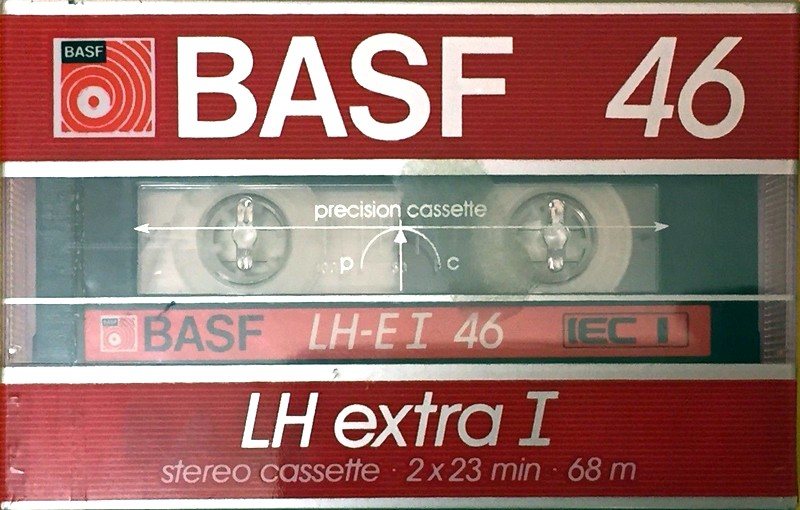 BASF
BASF 46
precision cassette
p c
BASF
BASF LH-E I 46 IEC I
LH extra I
stereo cassette · 2 x 23 min · 68 m